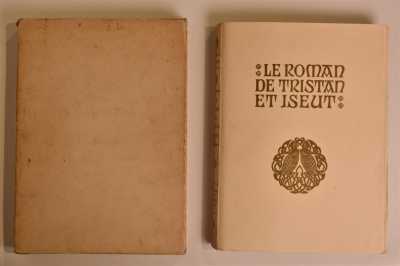 LE ROMAN
DE TRISTAN
ET ISEUT